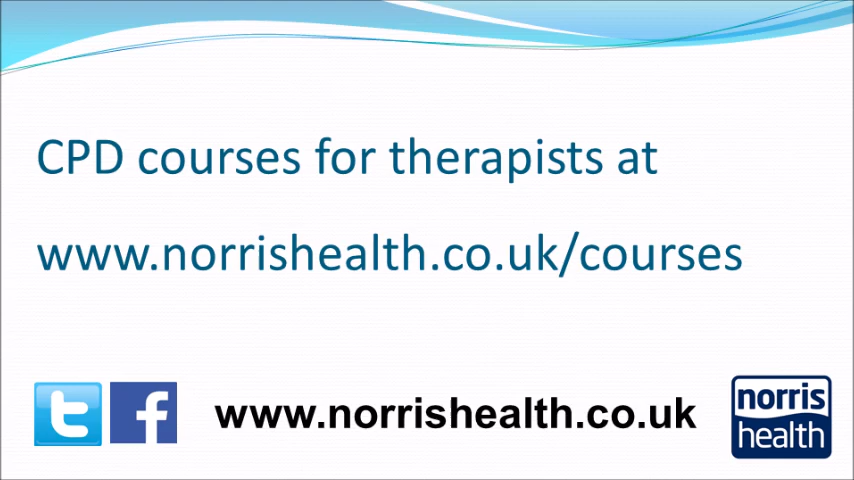 CPD courses for therapists at
www.norrishealth.co.uk/courses
t f www.norrishealth.co.uk
norris
health